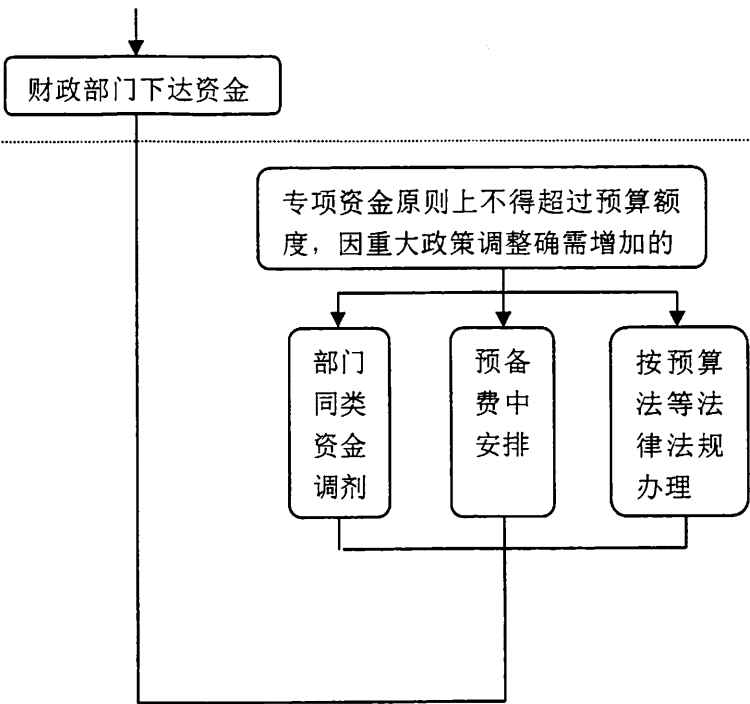 财政部门下达资金
专项资金原则上不得超过预算额
度，因重大政策调整确需增加的
部门
同类
资金
调剂
预备
费中
安排
按预算
法等法
律法规
办理